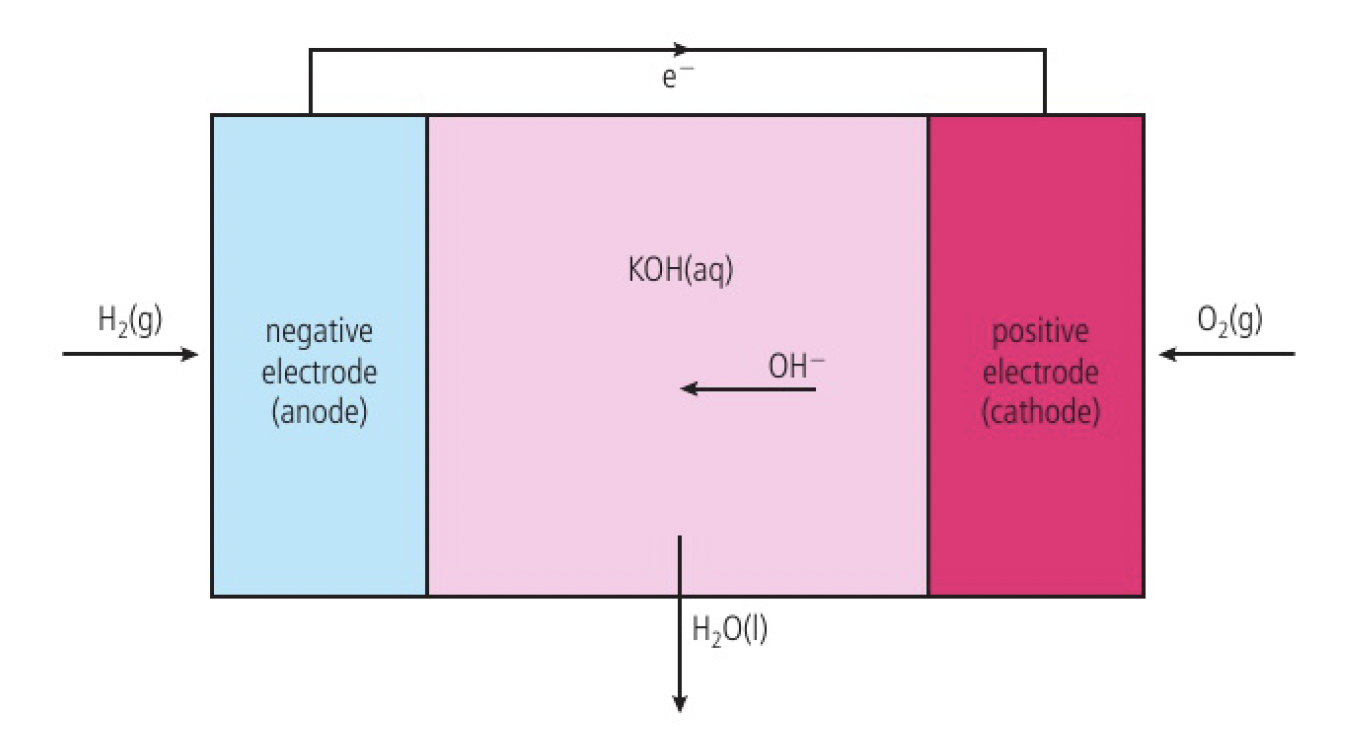 e⁻
KOH(aq)
H₂(g)
negative
electrode
(anode)
OH⁻
positive
electrode
(cathode)
O₂(g)
H₂O(l)